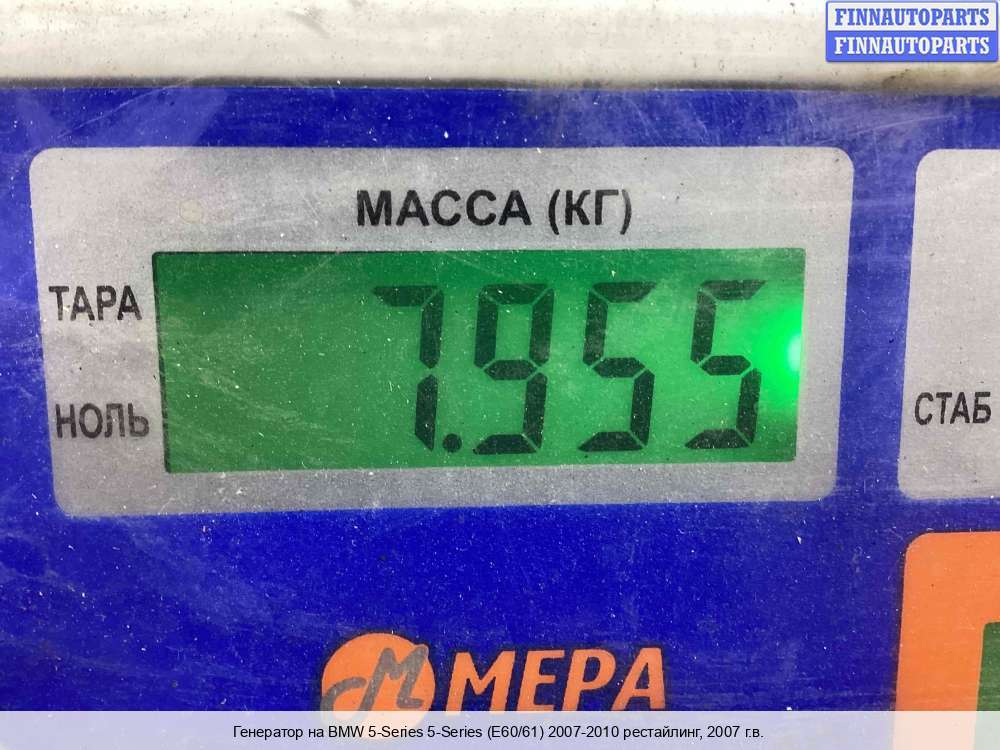 FINNAUTOPARTS
FINNAUTOPARTS
МАССА (КГ)
ТАРА
7.955
НОЛЬ
СТАБ
М МЕРА
Генератор на BMW 5-Series 5-Series (E60/61) 2007-2010 рестайлинг, 2007 г.в.